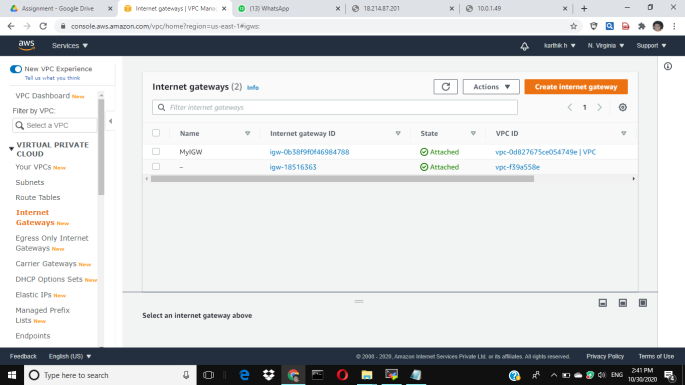 Assignment - Google Drive
Internet gateways | VPC Mana
(13) WhatsApp
18.214.87.201
10.0.1.49
console.aws.amazon.com/vpc/home?region=us-east-1#igws:
aws
Services
karthik h
N. Virginia
Support
New VPC Experience
Tell us what you think
VPC Dashboard New
Filter by VPC:
Select a VPC
VIRTUAL PRIVATE
CLOUD
Your VPCs New
Subnets
Route Tables
Internet
Gateways New
Egress Only Internet
Gateways New
Carrier Gateways New
DHCP Options Sets New
Elastic IPs New
Managed Prefix
Lists New
Endpoints
Internet gateways (2) Info
Actions
Create internet gateway
Filter internet gateways
1
Name
Internet gateway ID
State
VPC ID
MyIGW
igw-0b38f9f0f46984788
Attached
vpc-0d827675ce054749e | VPC
–
igw-18516363
Attached
vpc-f39a558e
Select an internet gateway above
Feedback
English (US)
© 2008 - 2020, Amazon Internet Services Private Ltd. or its affiliates. All rights reserved.
Privacy Policy
Terms of Use
Type here to search
2:41 PM
10/30/2020